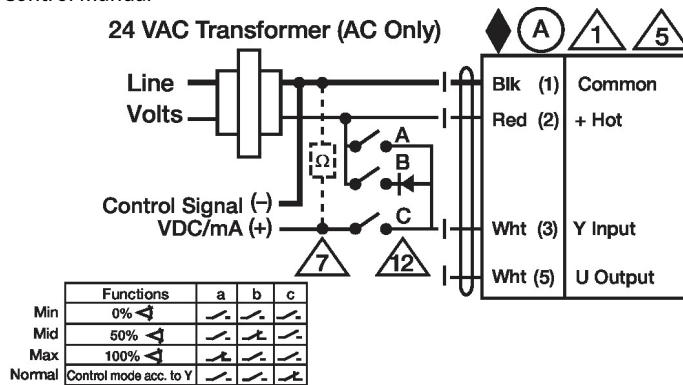 Control Manual
24 VAC Transformer (AC Only)
A 1 5
Line
Volts
Blk (1) Common
Red (2) + Hot
A
Ω
B
Control Signal (–)
VDC/mA (+)
C
Wht (3) Y Input
7 12
Wht (5) U Output
Functions a b c
Min 0%
Mid 50%
Max 100%
Normal Control mode acc. to Y